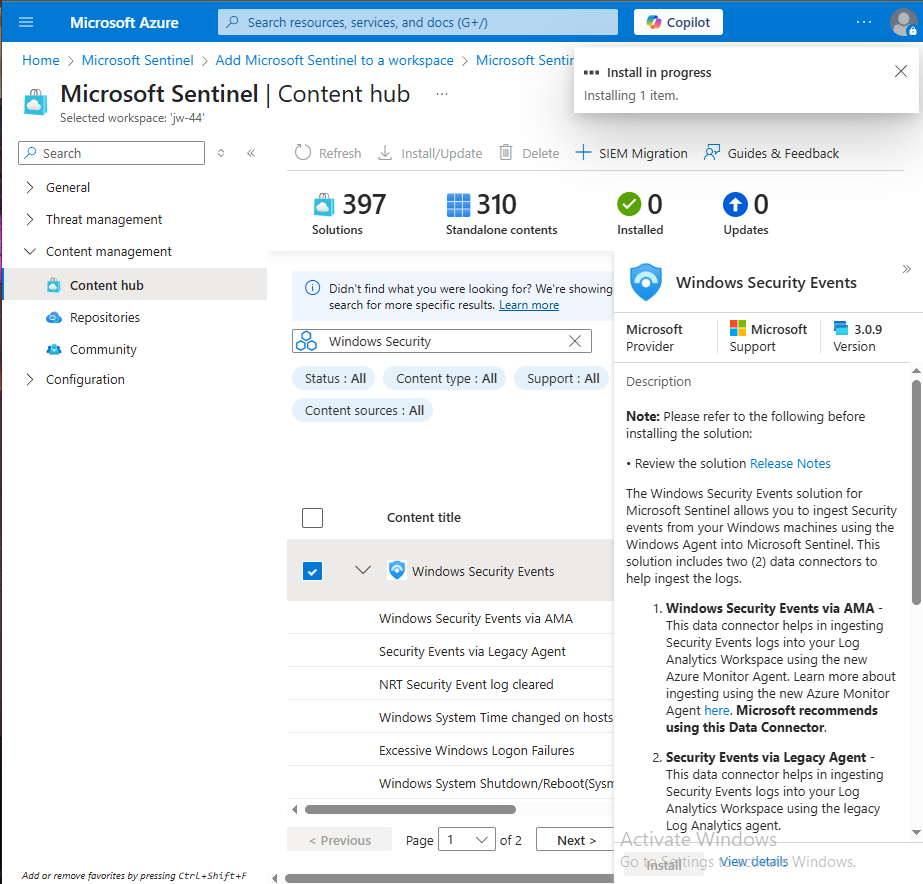 Microsoft Azure
Search resources, services, and docs (G+/)
Copilot
Home > Microsoft Sentinel > Add Microsoft Sentinel to a workspace > Microsoft
Install in progress
Installing 1 item.
Microsoft Sentinel | Content hub
Selected workspace: 'jw-44'
Search
Refresh
Install/Update
Delete
SIEM Migration
Guides & Feedback
General
Threat management
Content management
Content hub
Repositories
Community
Configuration
397
Solutions
310
Standalone contents
0
Installed
0
Updates
Didn't find what you were looking for? We're showing
search for more specific results. Learn more
Windows Security
Status : All
Content type : All
Support : All
Content sources : All
Content title
Windows Security Events
Windows Security Events via AMA
Security Events via Legacy Agent
NRT Security Event log cleared
Windows System Time changed on hosts
Excessive Windows Logon Failures
Windows System Shutdown/Reboot(Sysm
< Previous
Page
1
of 2
Next >
Windows Security Events
Microsoft
Provider
Microsoft
Support
3.0.9
Version
Description
Note: Please refer to the following before
installing the solution:
• Review the solution Release Notes
The Windows Security Events solution for
Microsoft Sentinel allows you to ingest Security
events from your Windows machines using the
Windows Agent into Microsoft Sentinel. This
solution includes two (2) data connectors to
help ingest the logs.
1. Windows Security Events via AMA -
This data connector helps in ingesting
Security Events logs into your Log
Analytics Workspace using the new
Azure Monitor Agent. Learn more about
ingesting using the new Azure Monitor
Agent here. Microsoft recommends
using this Data Connector.
2. Security Events via Legacy Agent -
This data connector helps in ingesting
Security Events logs into your Log
Analytics Workspace using the legacy
Log Analytics agent.
Install
View details
Activate Windows
Go to Settings to activate Windows.
Add or remove favorites by pressing Ctrl+Shift+F